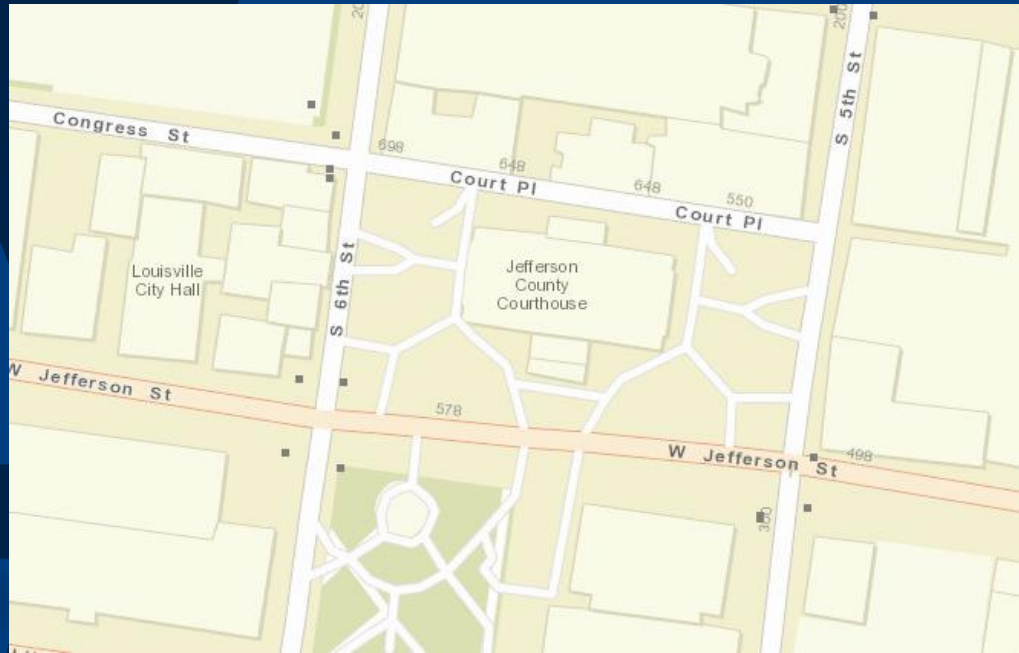 20
200
S 5th St
Congress St
698
648
Court Pl
648
550
Court Pl
Louisville
City Hall
S 6th St
Jefferson
County
Courthouse
W Jefferson St
578
W Jefferson St
498
300